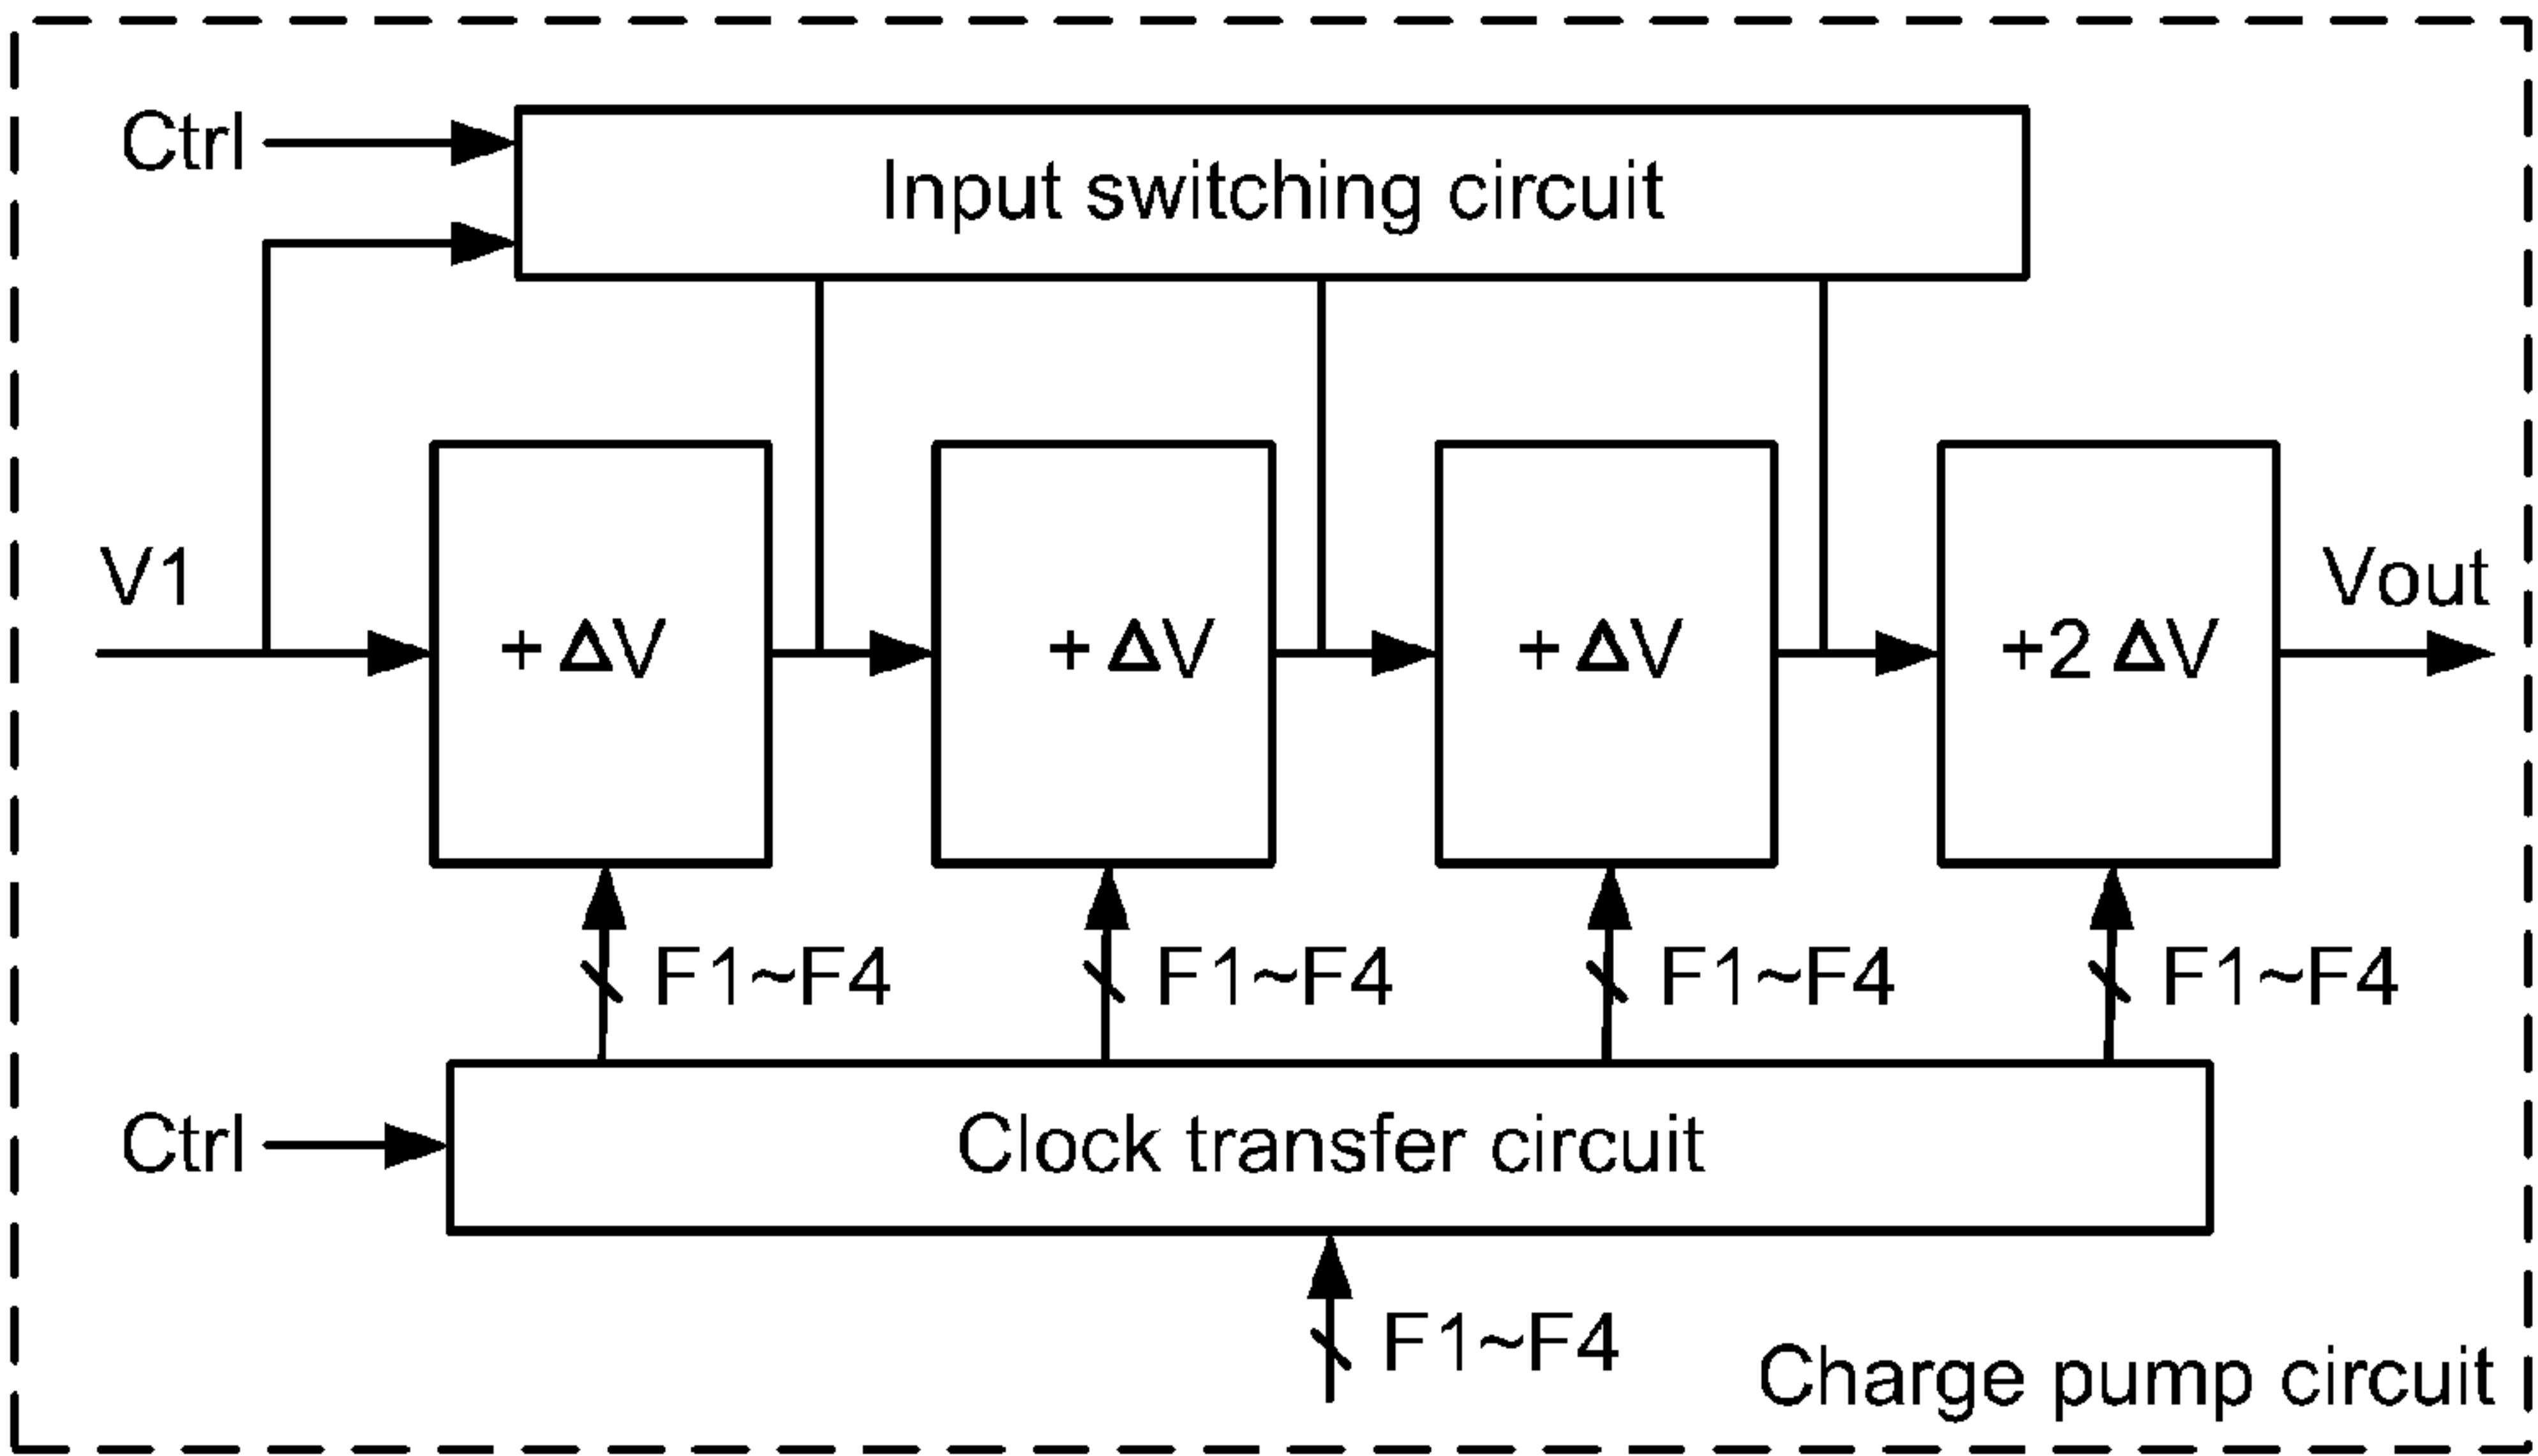 Ctrl
Input switching circuit
V1
+ ΔV
+ ΔV
+ ΔV
+2 ΔV
Vout
F1~F4
F1~F4
F1~F4
F1~F4
Ctrl
Clock transfer circuit
F1~F4
Charge pump circuit